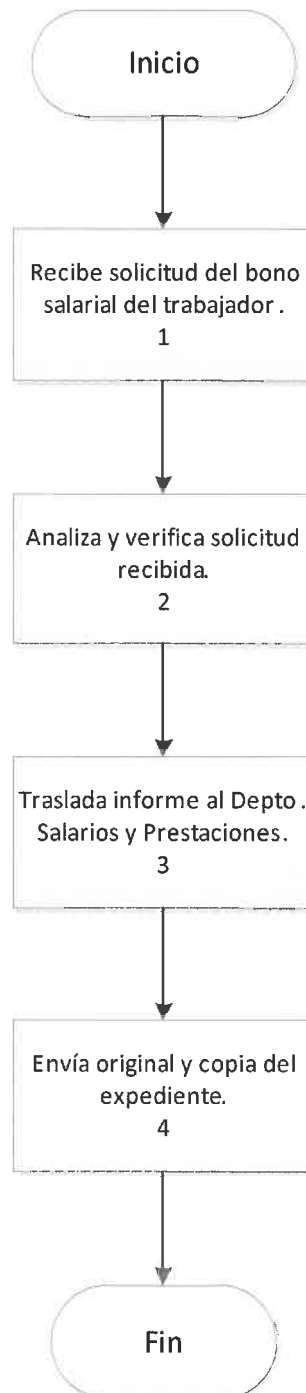 Inicio
Recibe solicitud del bono
salarial del trabajador .
1
Analiza y verifica solicitud
recibida.
2
Traslada informe al Depto .
Salarios y Prestaciones.
3
Envía original y copia del
expediente.
4
Fin